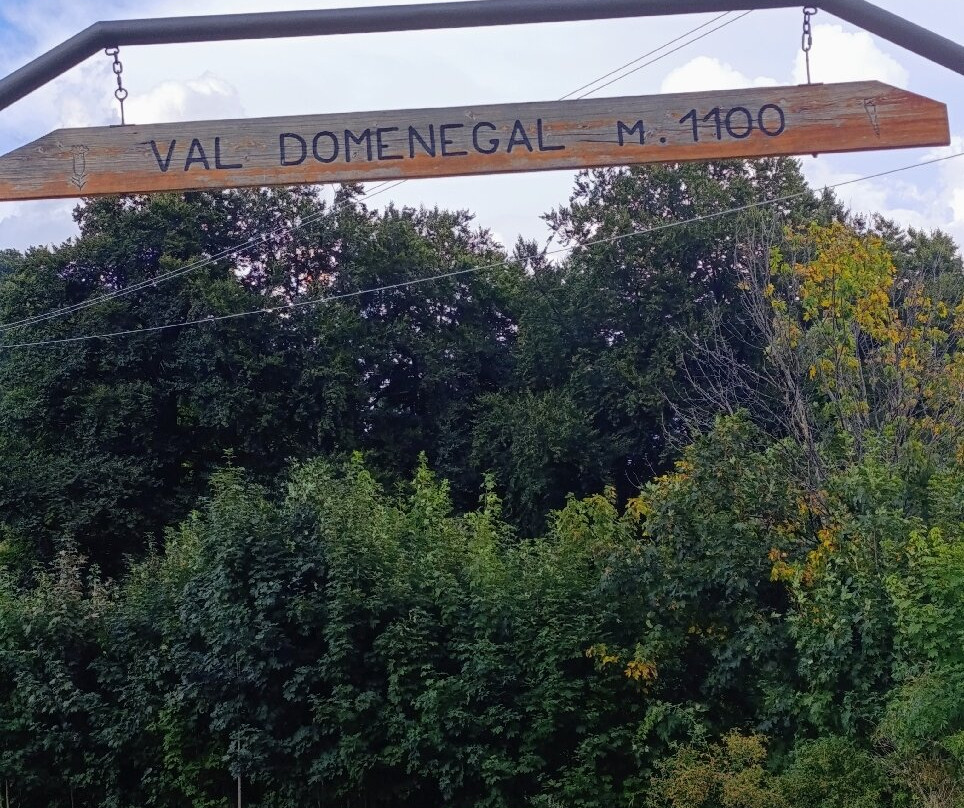 VAL DOMENEGAL M. 1100